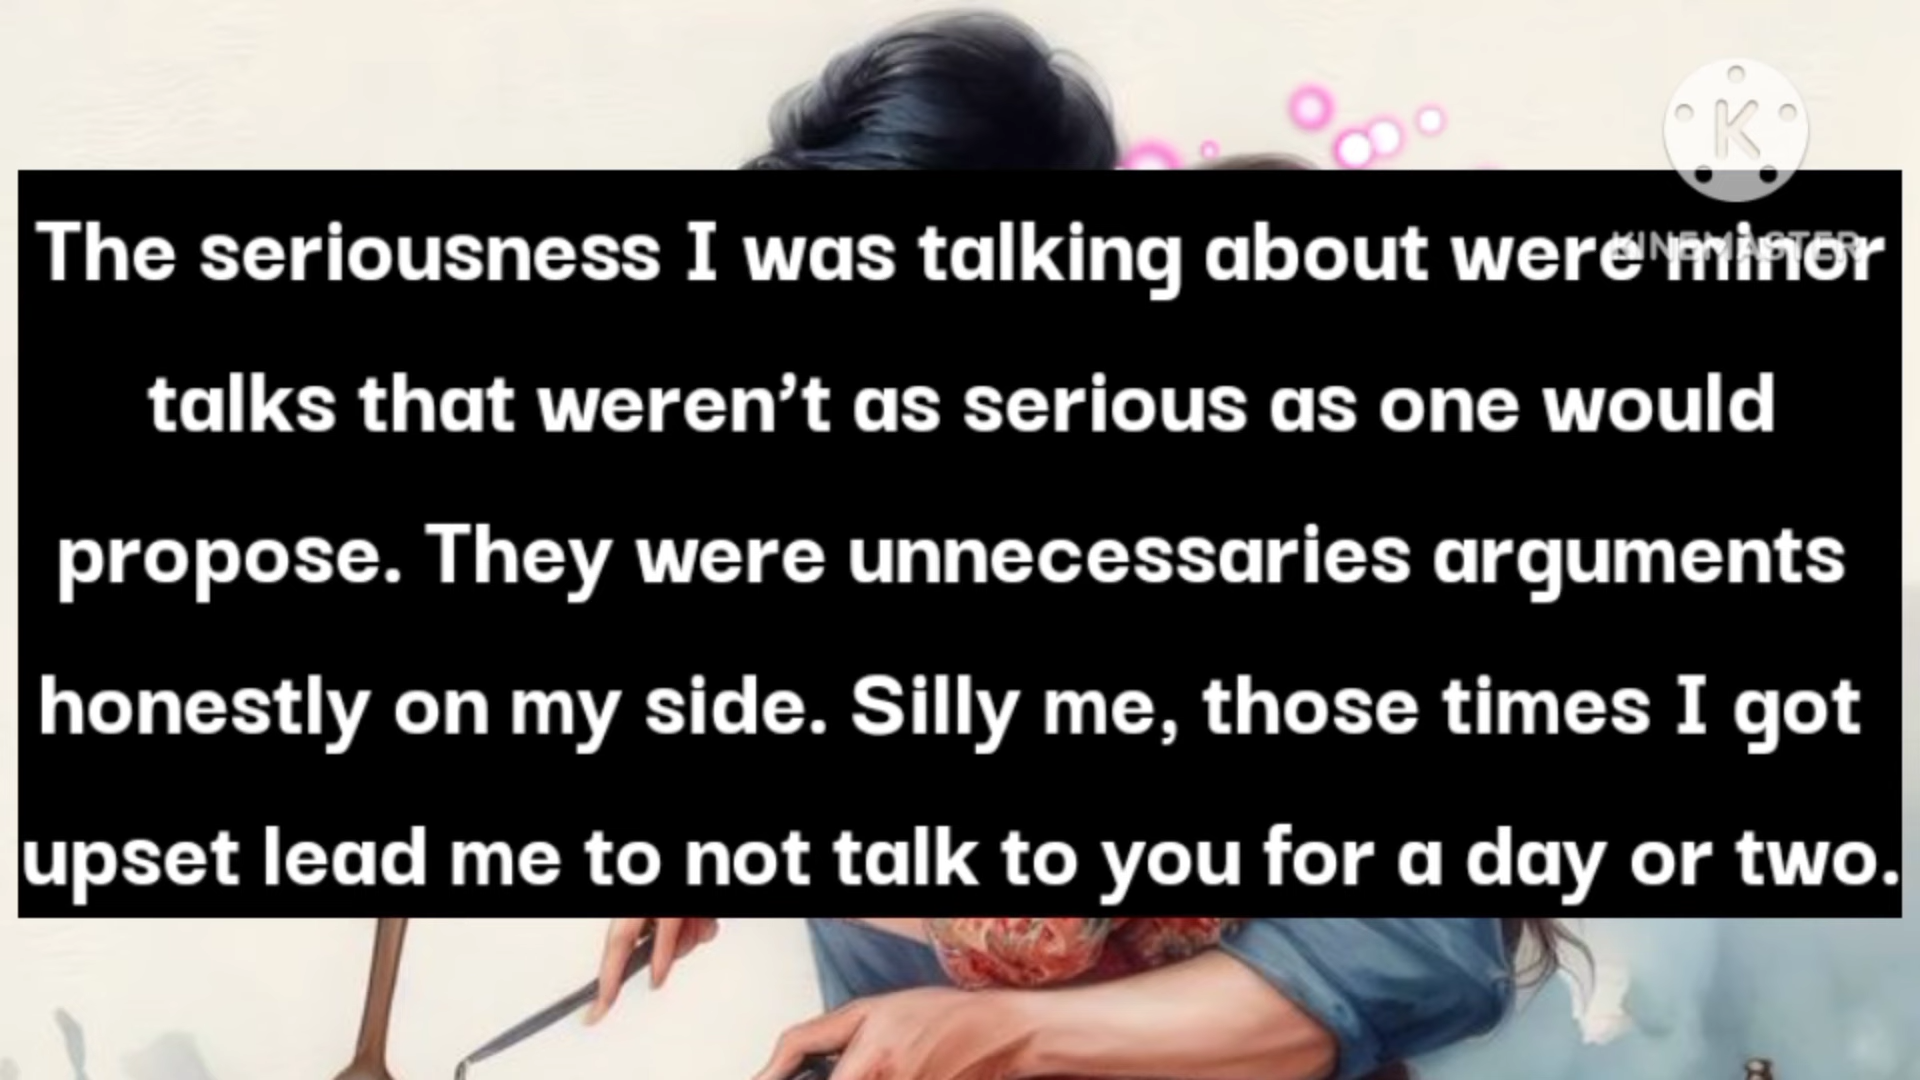 K
KINEMASTER
The seriousness I was talking about were minor
talks that weren’t as serious as one would
propose. They were unnecessaries arguments
honestly on my side. Silly me, those times I got
upset lead me to not talk to you for a day or two.